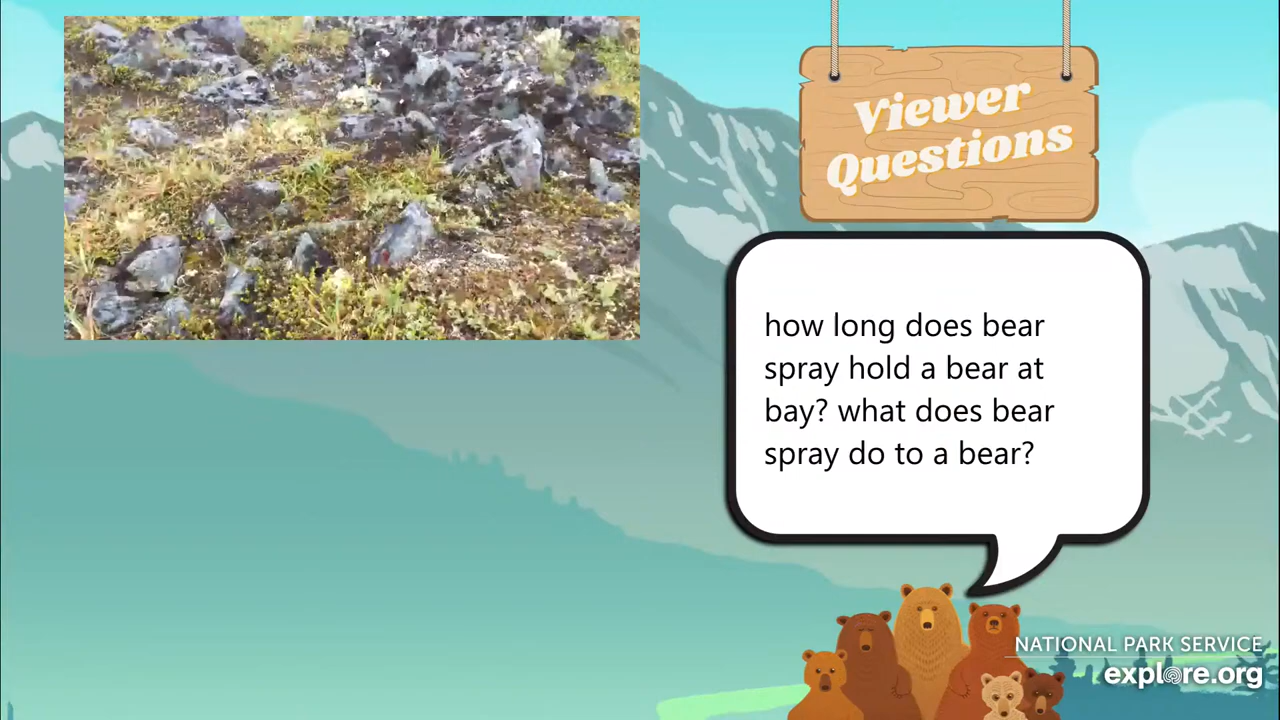 Viewer
Questions
how long does bear
spray hold a bear at
bay? what does bear
spray do to a bear?
NATIONAL PARK SERVICE
explore.org